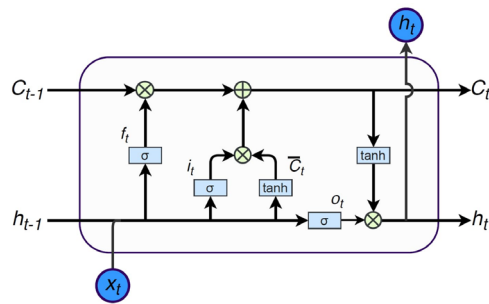 h_t
C_{t-1}
C_t
f_t
σ
i_t
C̅_t
tanh
σ
tanh
o_t
h_{t-1}
σ
h_t
x_t